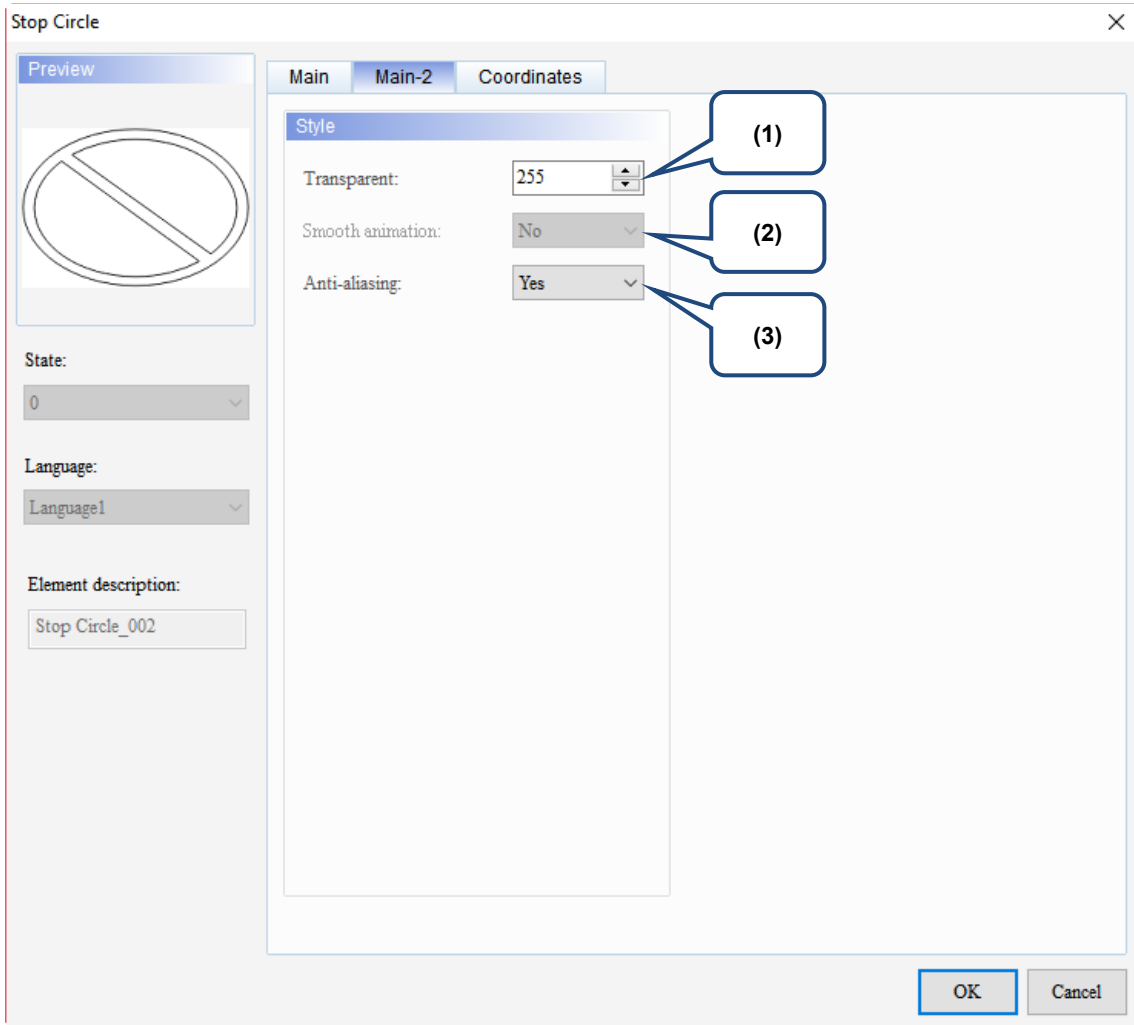 Stop Circle
Preview
Main
Main-2
Coordinates
Style
Transparent:
255
(1)
Smooth animation:
No
(2)
Anti-aliasing:
Yes
(3)
State:
0
Language:
Language1
Element description:
Stop Circle_002
OK
Cancel